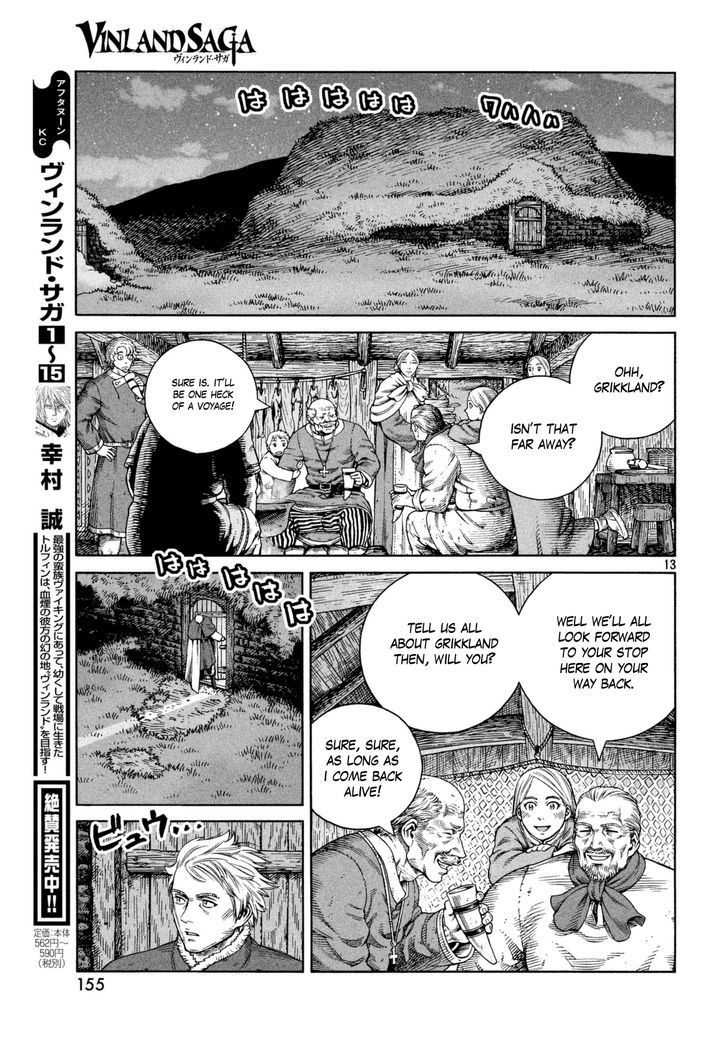 VINLAND SAGA
ヴィンランド・サガ
アフタヌーン
KC
ヴィンランド・サガ
1
〜
15
幸村 誠
最強の蛮族ヴァイキングにあって、幼くして戦場に生きた
トルフィンは、血煙の彼方の幻の地、"ヴィンランド"を目指す!
絶賛発売中!!
定価:本体
562円〜
590円
(税別)
はははははは
ワハハハ
OHH,
GRIKKLAND?
ISN'T THAT
FAR AWAY?
SURE IS. IT'LL
BE ONE HECK
OF A VOYAGE!
13
はははははは
WELL WE'LL ALL
LOOK FORWARD
TO YOUR STOP
HERE ON YOUR
WAY BACK.
TELL US ALL
ABOUT GRIKKLAND
THEN, WILL YOU?
SURE, SURE,
AS LONG AS
I COME BACK
ALIVE!
ビュウ…
155